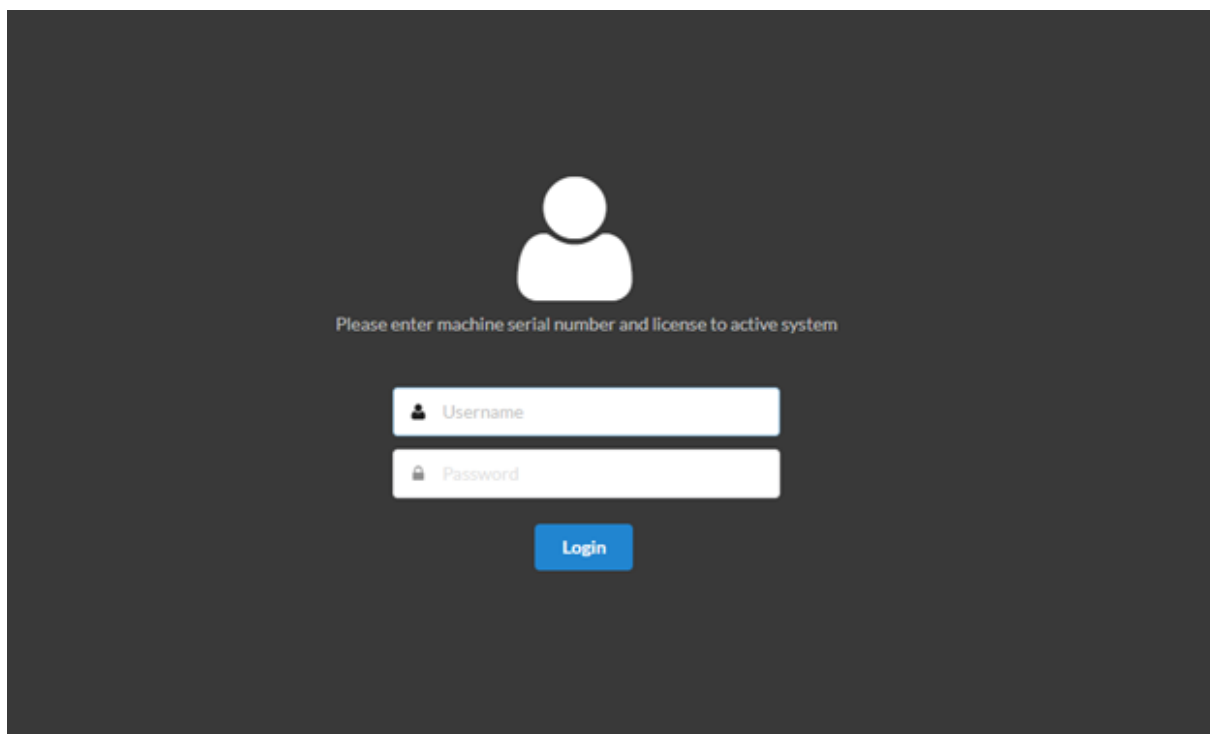 Please enter machine serial number and license to active system
Username
Password
Login